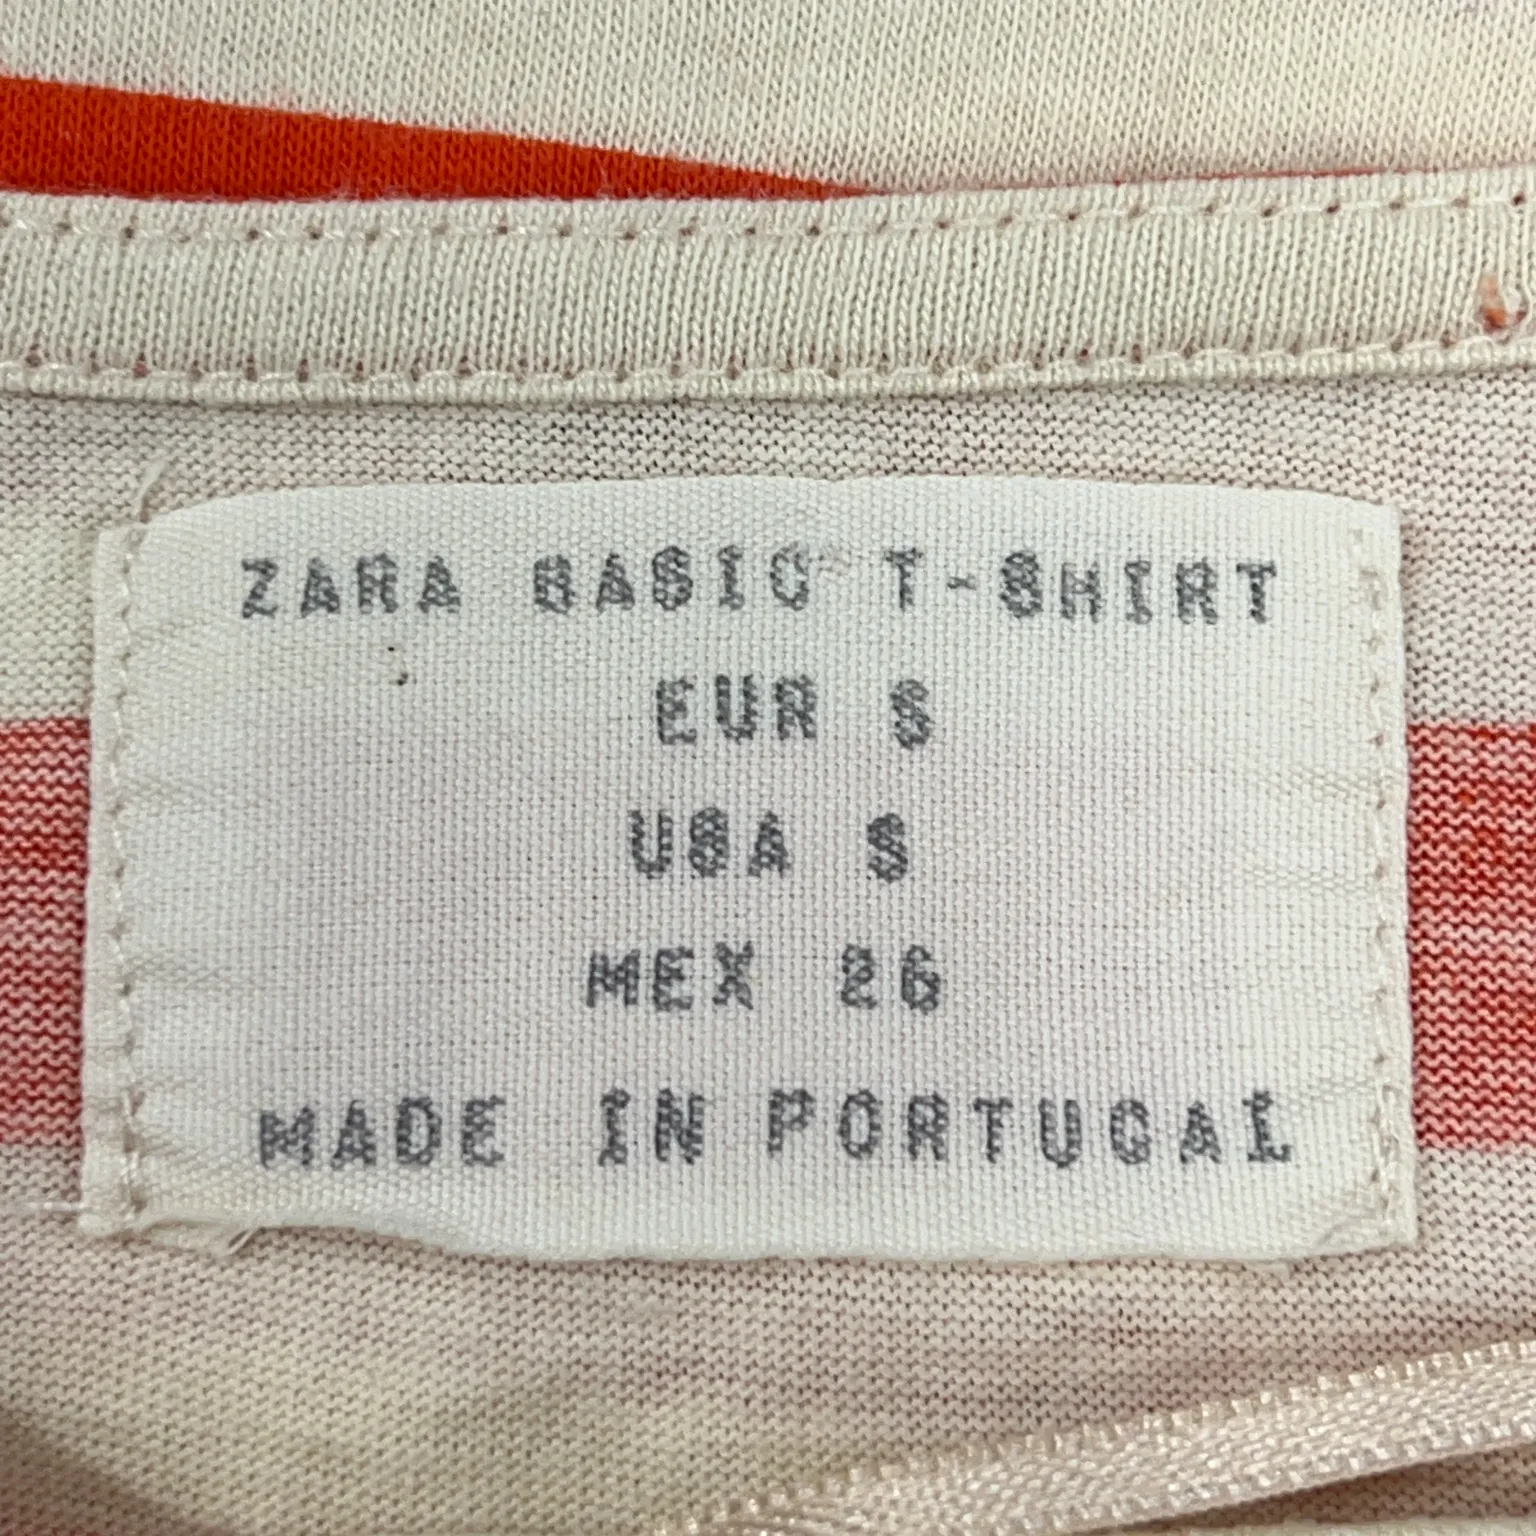 ZARA BASIC T-SHIRT
EUR S
USA S
MEX 26
MADE IN PORTUGAL